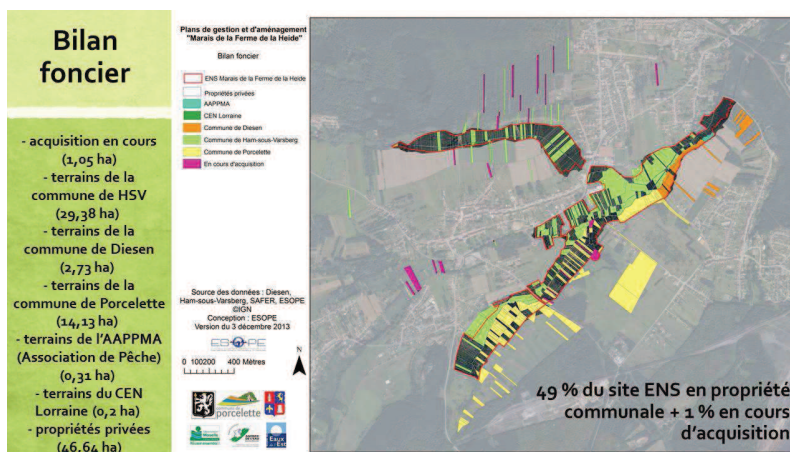 Bilan
foncier
- acquisition en cours
(1,05 ha)
- terrains de la
commune de HSV
(29,38 ha)
- terrains de la
commune de Diesen
(2,73 ha)
- terrains de la
commune de Porcelette
(14,13 ha)
- terrains de l'AAPPMA
(Association de Pêche)
(0,31 ha)
- terrains du CEN
Lorraine (0,2 ha)
- propriétés privées
(46,64 ha)
Plans de gestion et d'aménagement
"Marais de la Ferme de la Heide"
Bilan foncier
ENS Marais de la Ferme de la Heide
Propriétés privées
AAPPMA
CEN Lorraine
Commune de Diesen
Commune de Ham-sous-Varsberg
Commune de Porcelette
En cours d'acquisition
Source des données : Diesen,
Ham-sous-Varsberg, SAFER, ESOPE
©IGN
Conception : ESOPE
Version du 3 décembre 2013
ESOPE
N
0 100200 400 Mètres
porcelette
49 % du site ENS en propriété
communale + 1 % en cours
d'acquisition